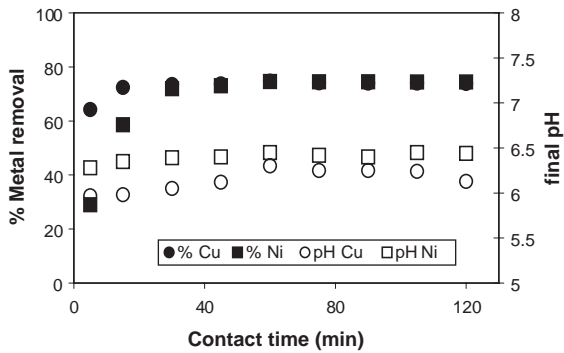 100
80
60
40
20
0
% Metal removal
8
7.5
7
6.5
6
5.5
5
final pH
% Cu % Ni pH Cu pH Ni
0 40 80 120
Contact time (min)